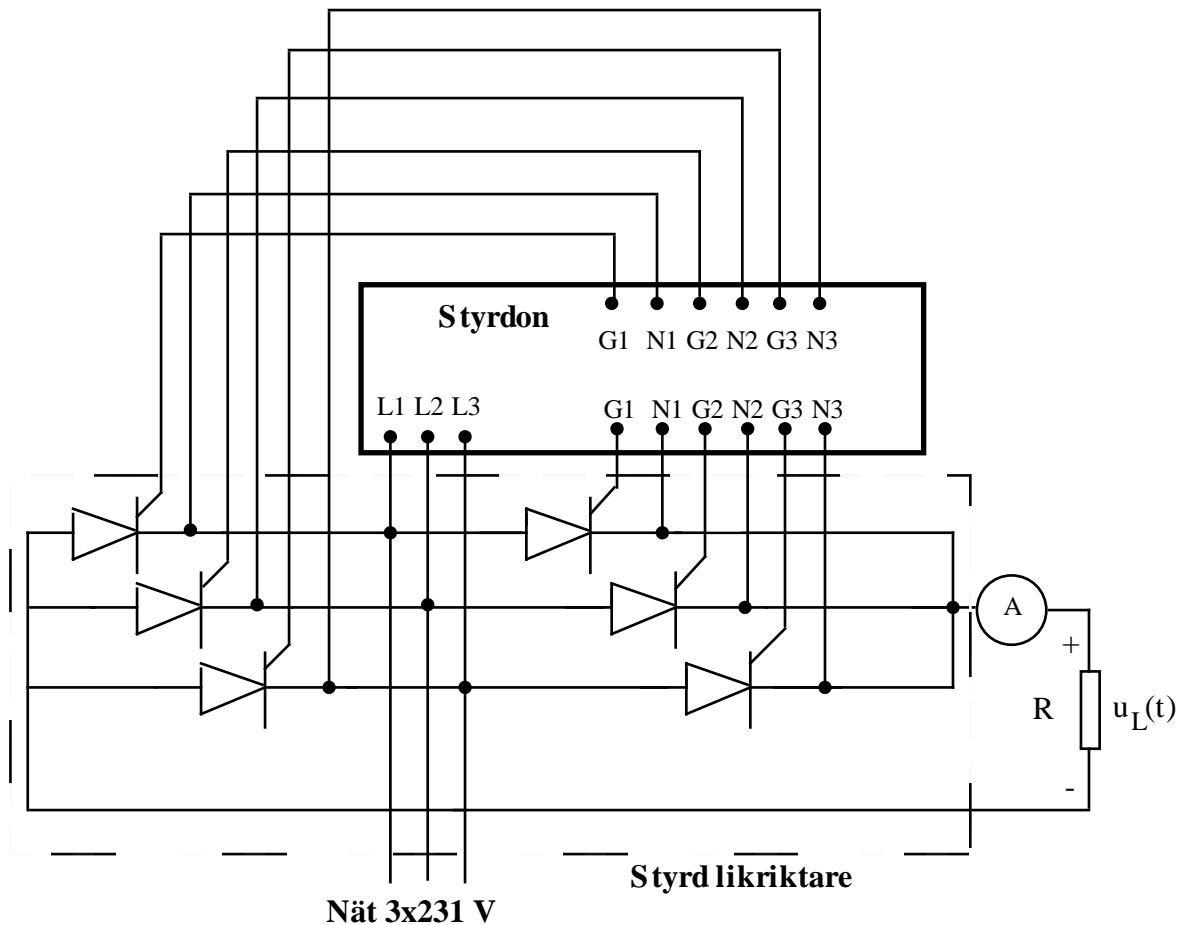 Styrdon
G1 N1 G2 N2 G3 N3
L1 L2 L3
G1 N1 G2 N2 G3 N3
A
+
R
u_L(t)
-
Styrd likriktare
Nät 3x231 V